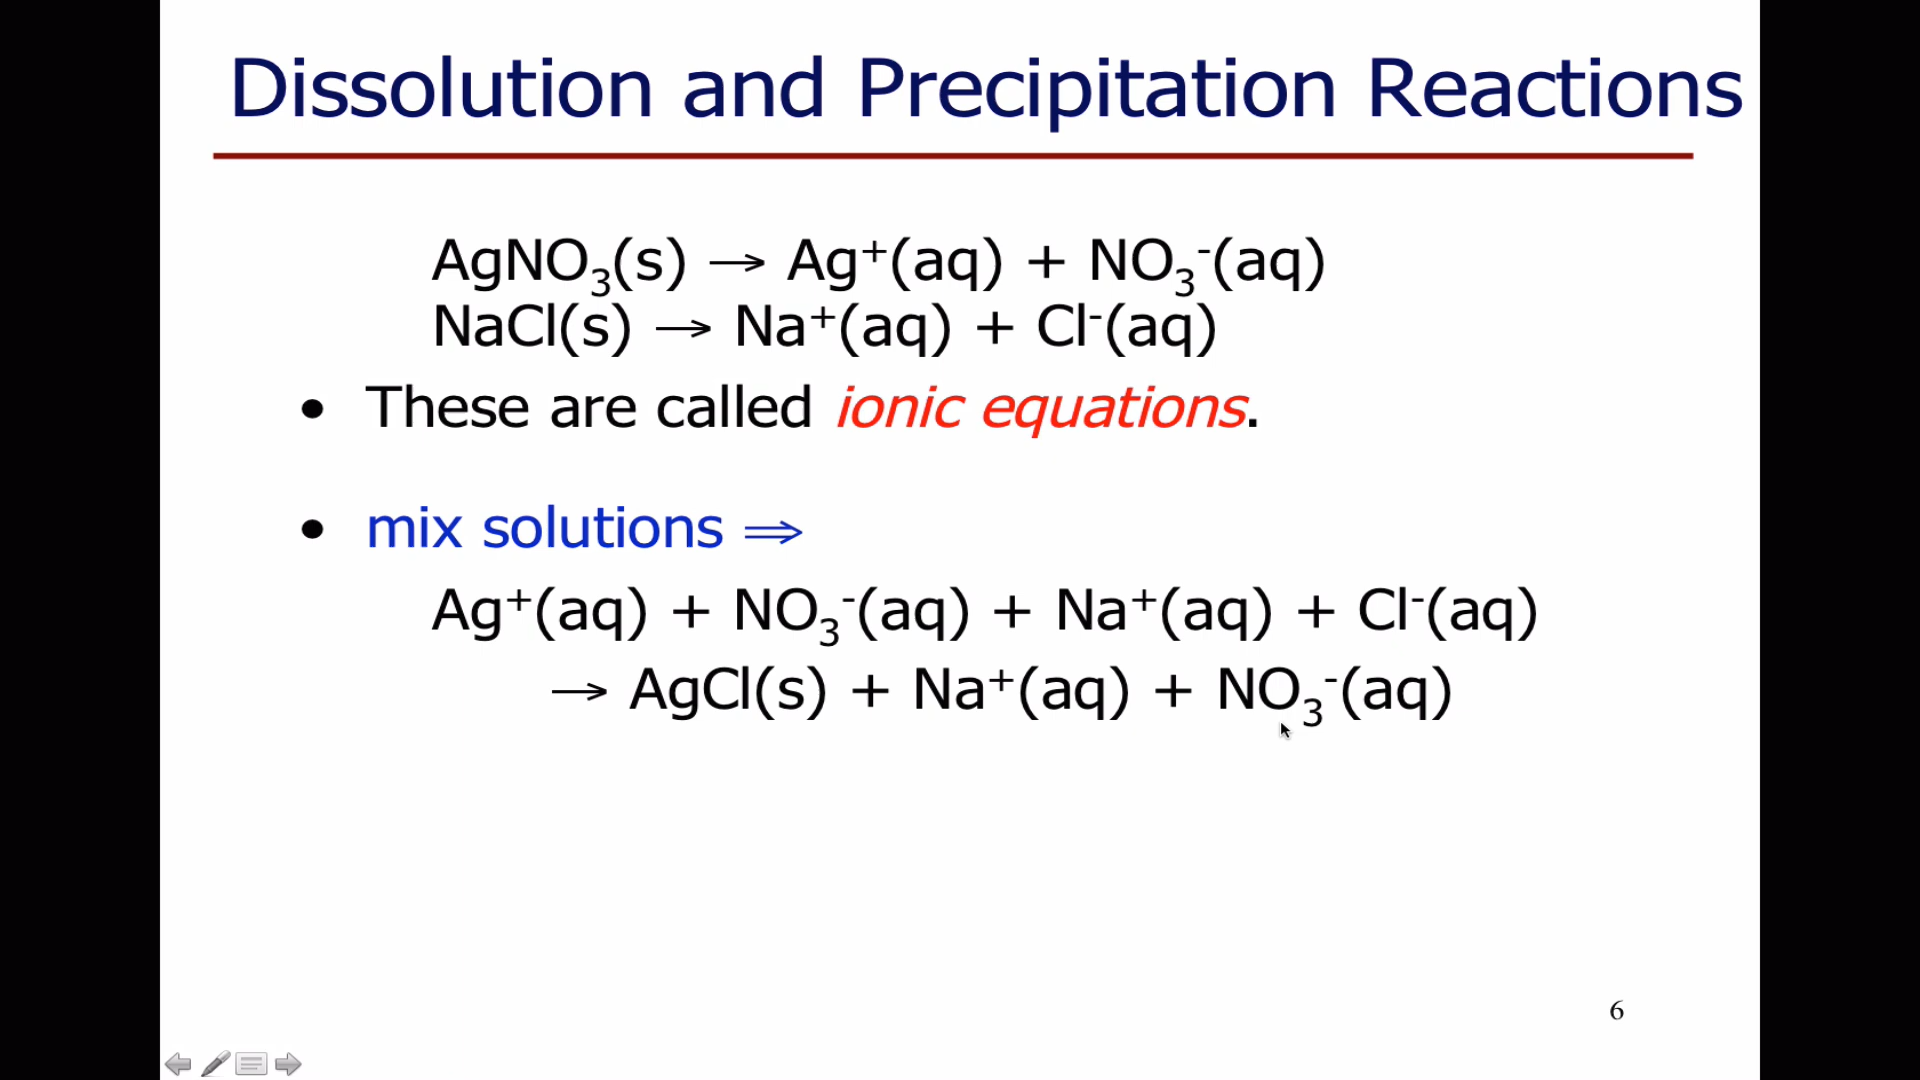 Dissolution and Precipitation Reactions
AgNO₃(s) → Ag⁺(aq) + NO₃⁻(aq)
NaCl(s) → Na⁺(aq) + Cl⁻(aq)
• These are called ionic equations.
• mix solutions ⇒
Ag⁺(aq) + NO₃⁻(aq) + Na⁺(aq) + Cl⁻(aq)
→ AgCl(s) + Na⁺(aq) + NO₃⁻(aq)
6